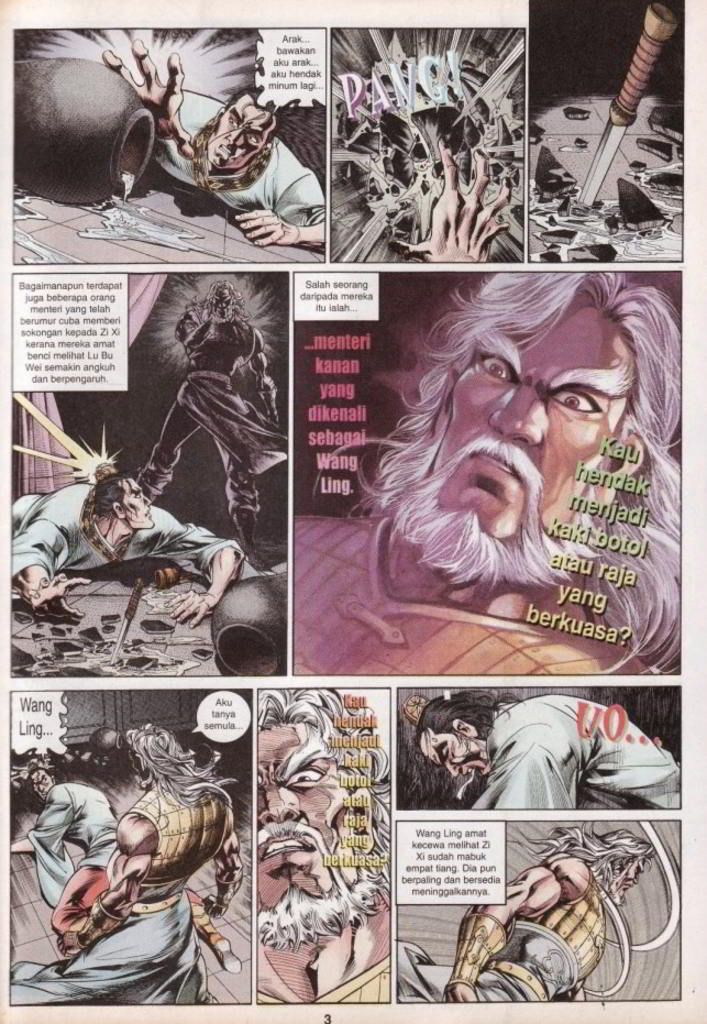 Arak...
bawakan
aku arak...
aku hendak
minum lagi...
PANG!
Bagaimanapun terdapat
juga beberapa orang
menteri yang telah
berumur cuba memberi
sokongan kepada Zi Xi
kerana mereka amat
benci melihat Lu Bu
Wei semakin angkuh
dan berpengaruh.
Salah seorang
daripada mereka
itu ialah...
...menteri
kanan
yang
dikenali
sebagai
Wang
Ling.
Kau
hendak
menjadi
kaki botol
atau raja
yang
berkuasa?
Wang
Ling...
Aku
tanya
semula...
Kau
hendak
menjadi
kaki
botol
atau
raja
yang
berkuasa?
UO...
Wang Ling amat
kecewa melihat Zi
Xi sudah mabuk
empat tiang. Dia pun
berpaling dan bersedia
meninggalkannya.
3